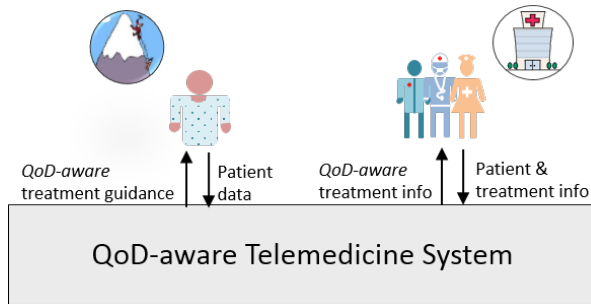 QoD-aware
treatment guidance
Patient
data
QoD-aware
treatment info
Patient &
treatment info
QoD-aware Telemedicine System